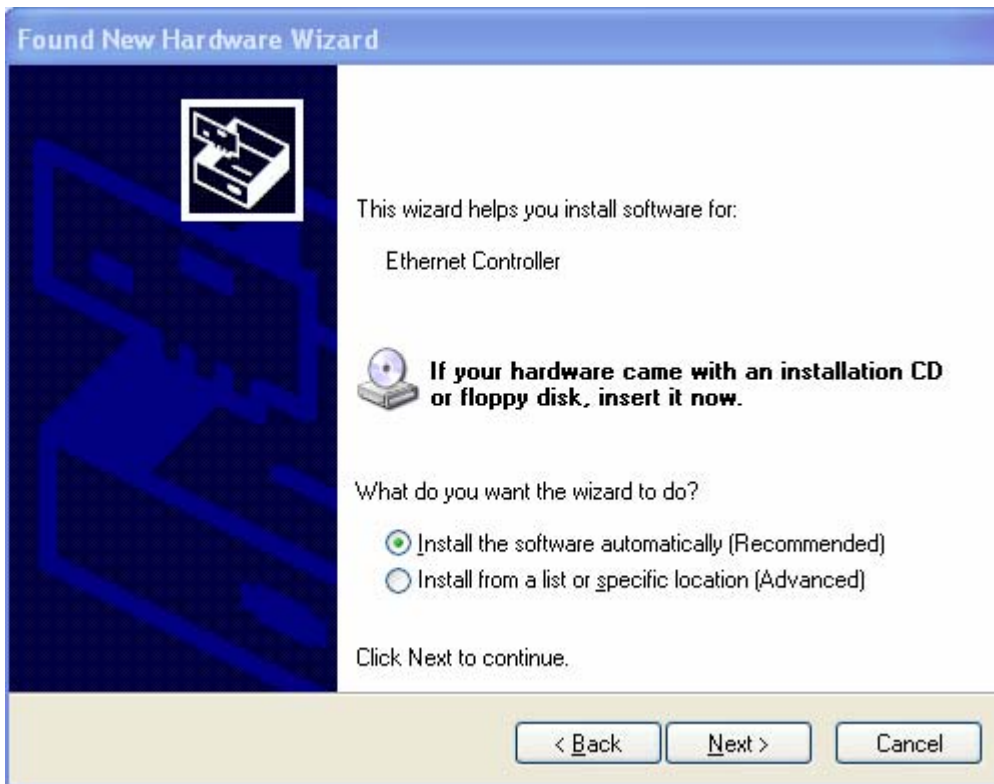 Found New Hardware Wizard
This wizard helps you install software for:
Ethernet Controller
If your hardware came with an installation CD
or floppy disk, insert it now.
What do you want the wizard to do?
Install the software automatically (Recommended)
Install from a list or specific location (Advanced)
Click Next to continue.
< Back
Next >
Cancel